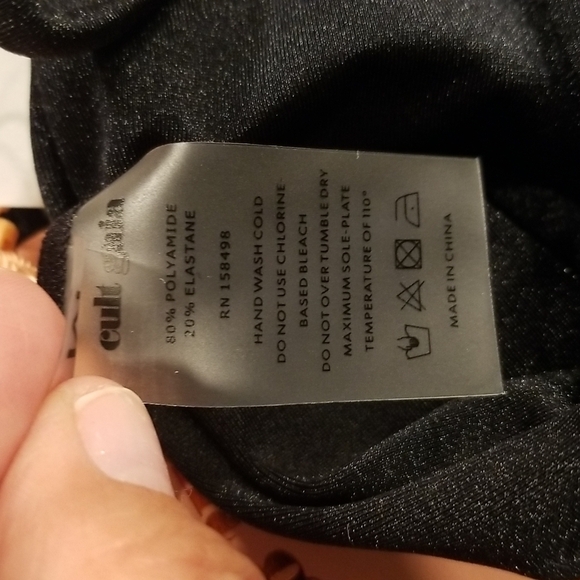 cult gaia
80% POLYAMIDE
20% ELASTANE
RN 158498
HAND WASH COLD
DO NOT USE CHLORINE
BASED BLEACH
DO NOT OVER TUMBLE DRY
MAXIMUM SOLE-PLATE
TEMPERATURE OF 110°
MADE IN CHINA